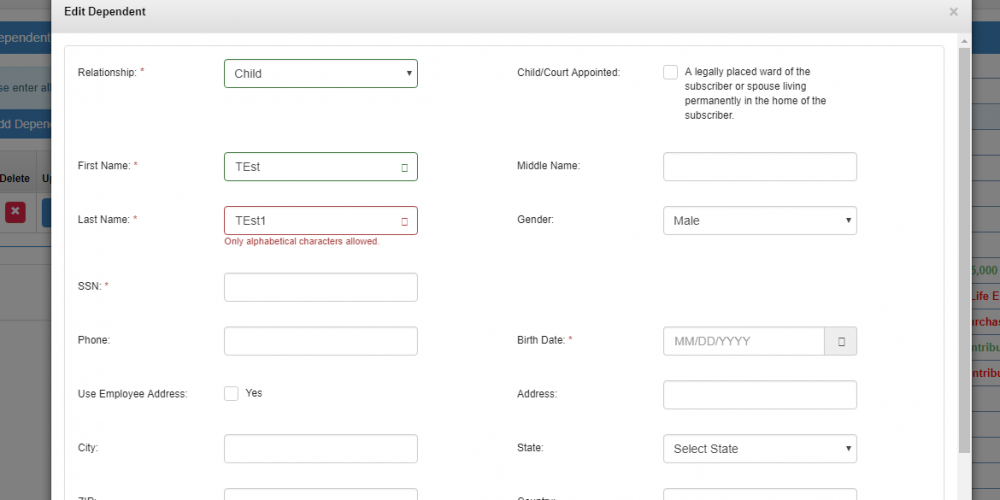 Edit Dependent
×
ependent
se enter all
dd Depen
Delete
Relationship: *
Child
Child/Court Appointed:
A legally placed ward of the
subscriber or spouse living
permanently in the home of the
subscriber.
First Name: *
TEst
Middle Name:
Last Name: *
TEst1
Only alphabetical characters allowed.
Gender:
Male
SSN: *
Phone:
Birth Date: *
MM/DD/YYYY
Use Employee Address:
Yes
Address:
City:
State:
Select State
5,000
Life E
urchas
ntribu
ntribu